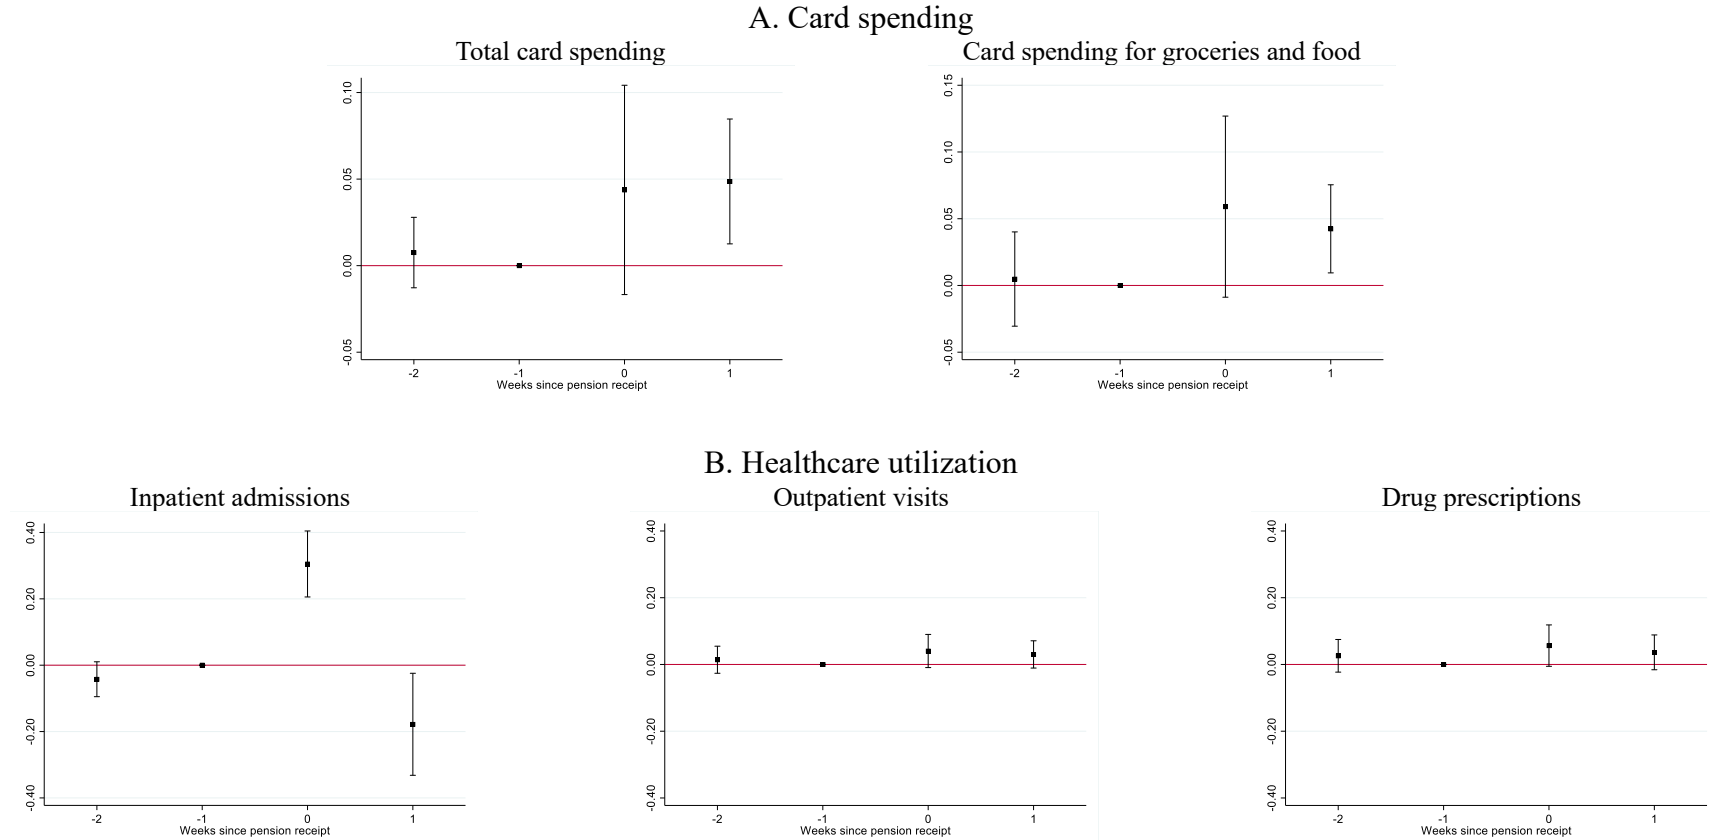 A. Card spending
Total card spending
Card spending for groceries and food
0.10
0.05
0.00
-0.05
-2 -1 0 1
Weeks since pension receipt
0.15
0.10
0.05
0.00
-0.05
-2 -1 0 1
Weeks since pension receipt
B. Healthcare utilization
Inpatient admissions
Outpatient visits
Drug prescriptions
0.40
0.20
0.00
-0.20
-0.40
-2 -1 0 1
Weeks since pension receipt
0.40
0.20
0.00
-0.20
-0.40
-2 -1 0 1
Weeks since pension receipt
0.40
0.20
0.00
-0.20
-0.40
-2 -1 0 1
Weeks since pension receipt